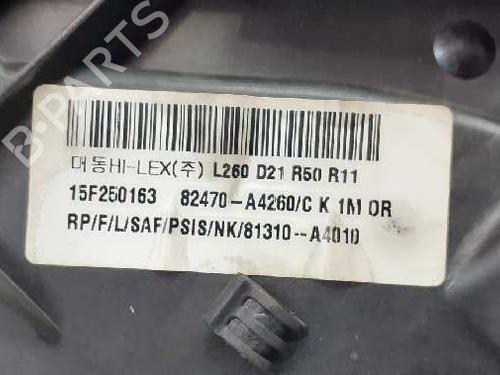 B-PARTS
대동HI-LEX(주) L260 D21 R50 R11
15F250163 82470-A4260/C K 1M OR
RP/F/L/SAF/PSIS/NK/81310--A4010